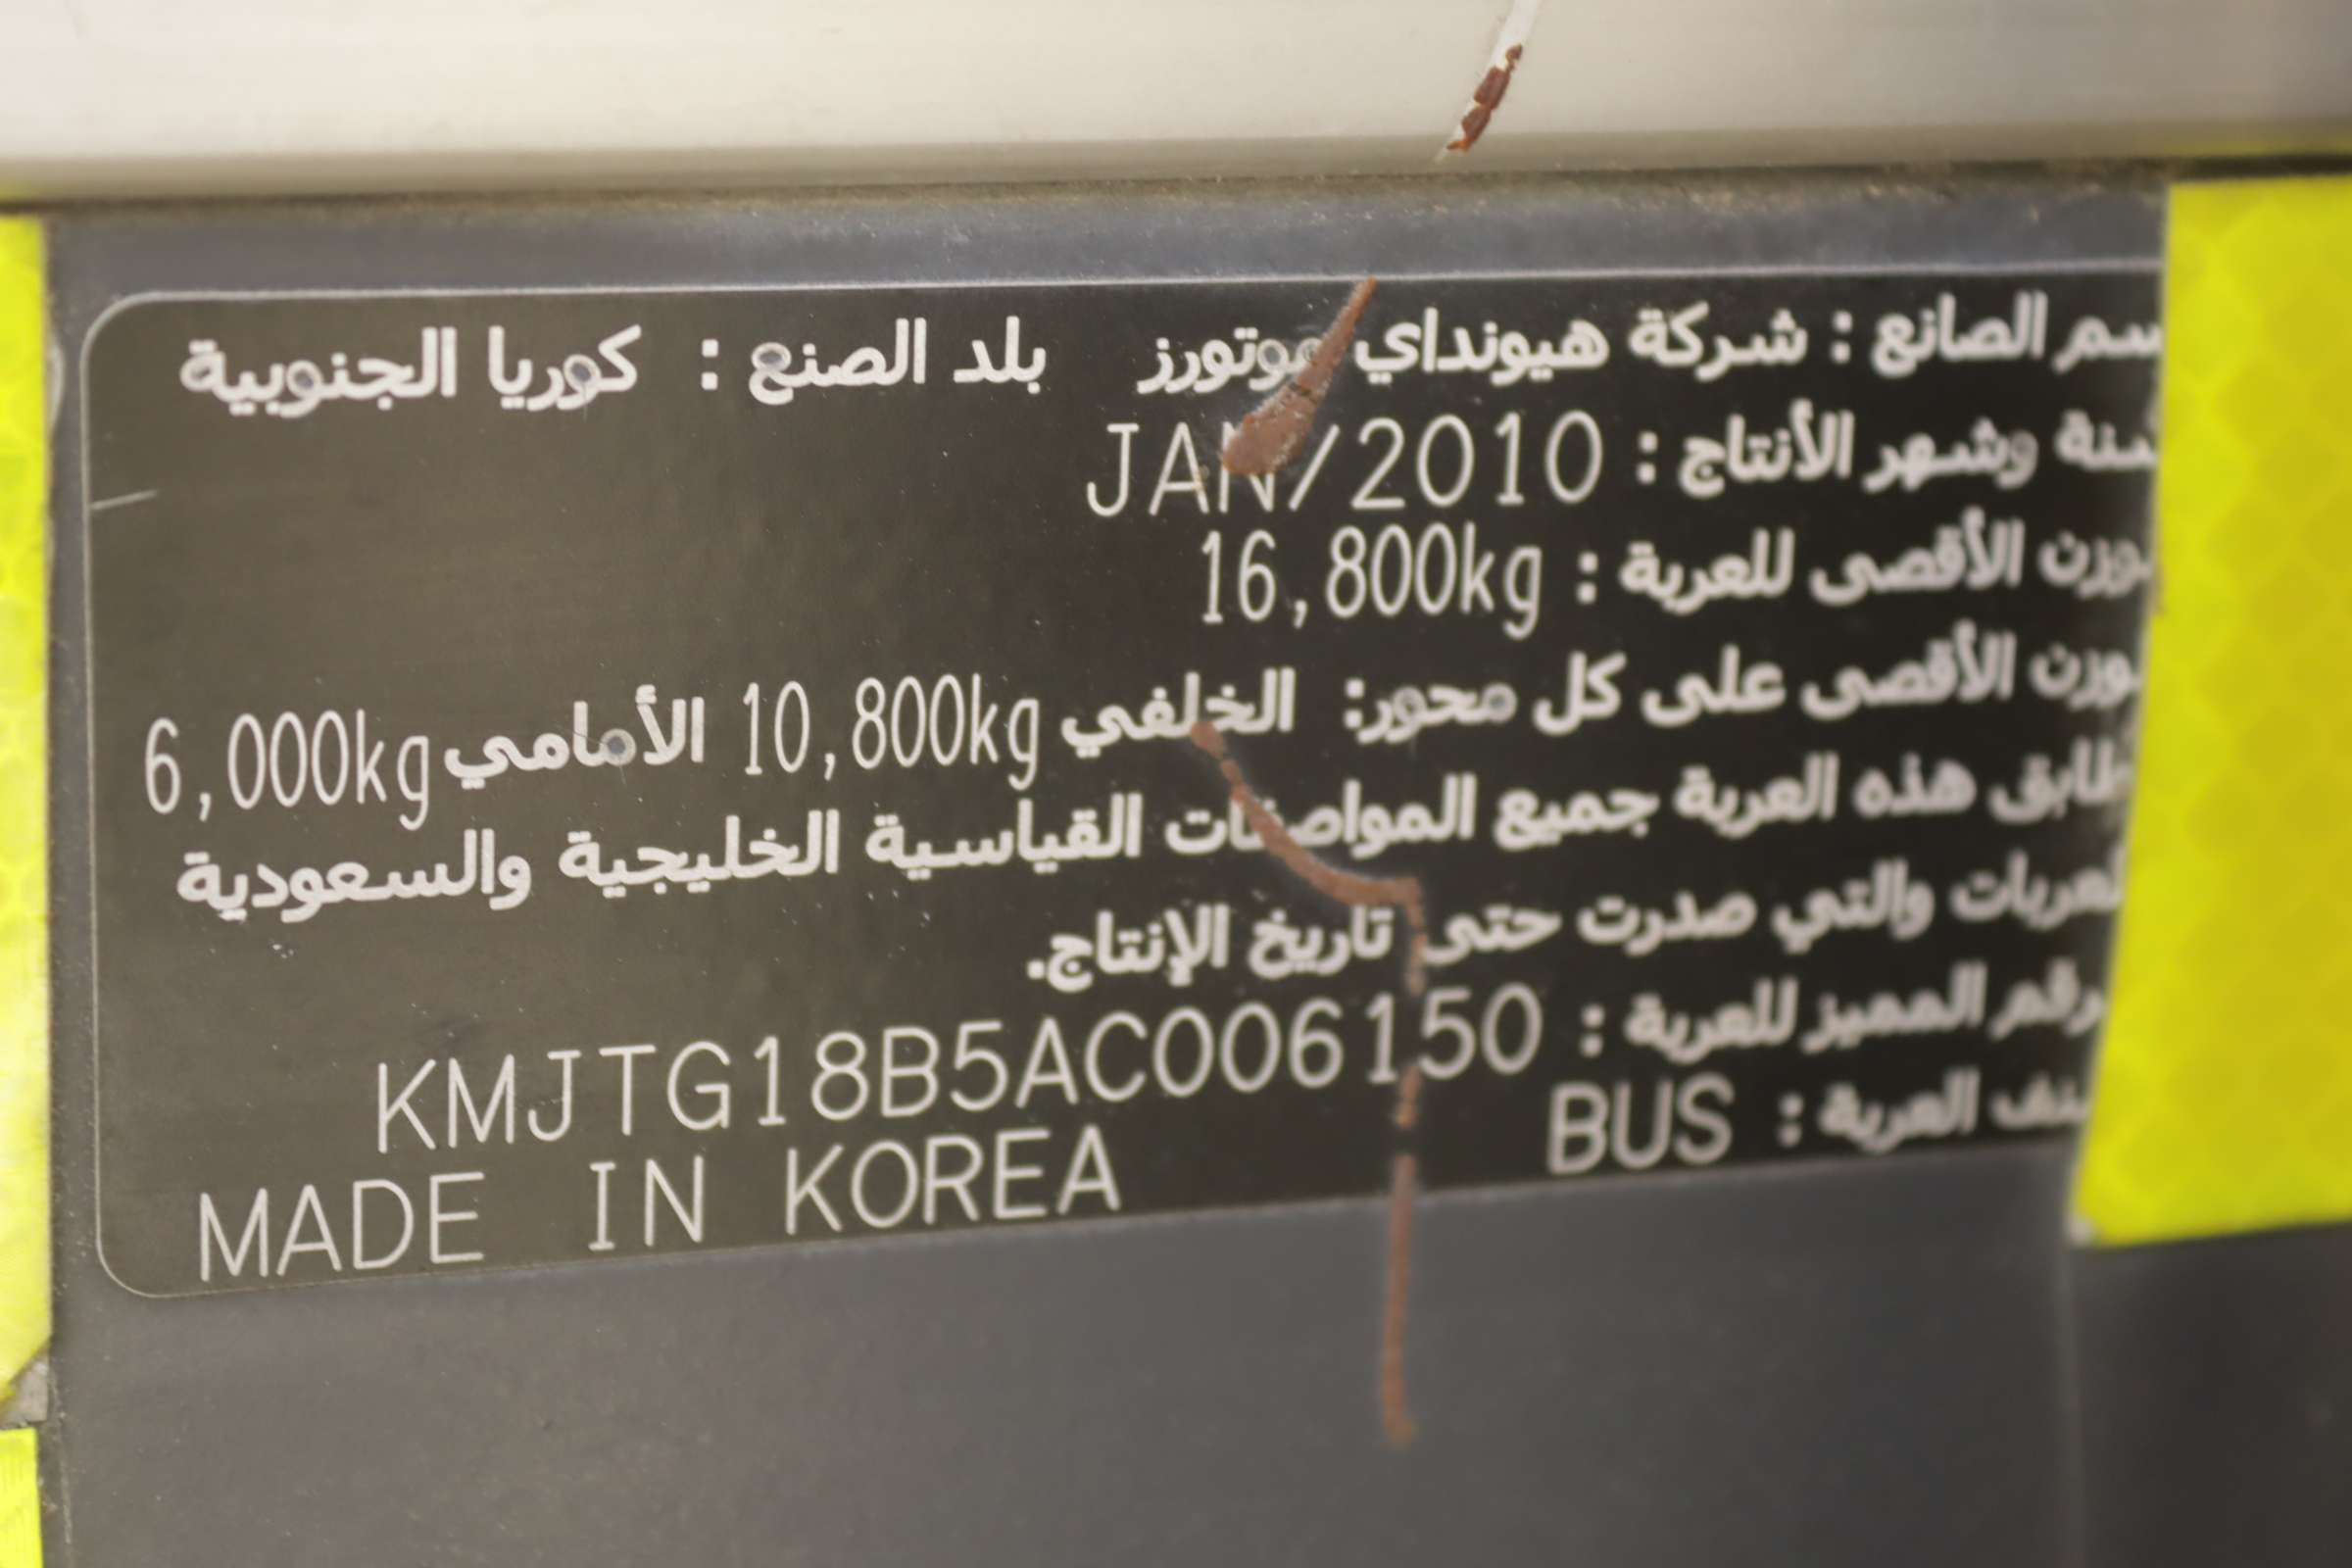 سم الصانع : شركة هيونداي موتورز بلد الصنع : كوريا الجنوبية
سنة وشهر الأنتاج : JAN/2010
وزن الأقصى للعربة : 16,800kg
وزن الأقصى على كل محور: الخلفي 10,800kg الأمامي 6,000kg
طابق هذه العربة جميع المواصفات القياسية الخليجية والسعودية
لعربات والتي صدرت حتى تاريخ الإنتاج.
رقم المميز للعربة : KMJTG18B5AC006150
نف العربة : BUS MADE IN KOREA